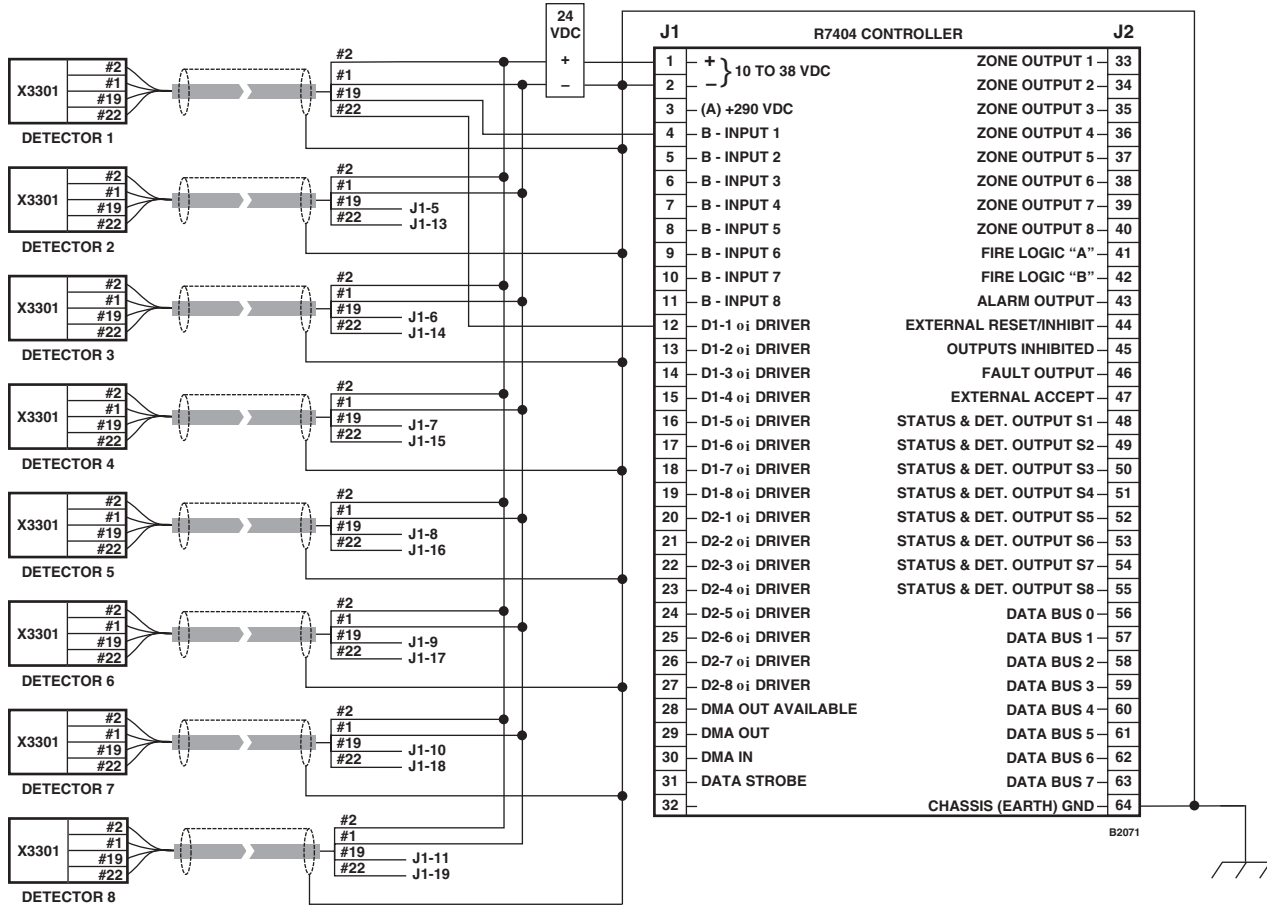 24
VDC
+
–
X3301
#2
#1
#19
#22
DETECTOR 1
#2
#1
#19
#22
X3301
#2
#1
#19
#22
DETECTOR 2
#2
#1
#19
#22
J1-5
J1-13
X3301
#2
#1
#19
#22
DETECTOR 3
#2
#1
#19
#22
J1-6
J1-14
X3301
#2
#1
#19
#22
DETECTOR 4
#2
#1
#19
#22
J1-7
J1-15
X3301
#2
#1
#19
#22
DETECTOR 5
#2
#1
#19
#22
J1-8
J1-16
X3301
#2
#1
#19
#22
DETECTOR 6
#2
#1
#19
#22
J1-9
J1-17
X3301
#2
#1
#19
#22
DETECTOR 7
#2
#1
#19
#22
J1-10
J1-18
X3301
#2
#1
#19
#22
DETECTOR 8
#2
#1
#19
#22
J1-11
J1-19
J1 R7404 CONTROLLER J2
1 + ZONE OUTPUT 1 33
10 TO 38 VDC
2 – ZONE OUTPUT 2 34
3 (A) +290 VDC ZONE OUTPUT 3 35
4 B - INPUT 1 ZONE OUTPUT 4 36
5 B - INPUT 2 ZONE OUTPUT 5 37
6 B - INPUT 3 ZONE OUTPUT 6 38
7 B - INPUT 4 ZONE OUTPUT 7 39
8 B - INPUT 5 ZONE OUTPUT 8 40
9 B - INPUT 6 FIRE LOGIC “A” 41
10 B - INPUT 7 FIRE LOGIC “B” 42
11 B - INPUT 8 ALARM OUTPUT 43
12 D1-1 oi DRIVER EXTERNAL RESET/INHIBIT 44
13 D1-2 oi DRIVER OUTPUTS INHIBITED 45
14 D1-3 oi DRIVER FAULT OUTPUT 46
15 D1-4 oi DRIVER EXTERNAL ACCEPT 47
16 D1-5 oi DRIVER STATUS & DET. OUTPUT S1 48
17 D1-6 oi DRIVER STATUS & DET. OUTPUT S2 49
18 D1-7 oi DRIVER STATUS & DET. OUTPUT S3 50
19 D1-8 oi DRIVER STATUS & DET. OUTPUT S4 51
20 D2-1 oi DRIVER STATUS & DET. OUTPUT S5 52
21 D2-2 oi DRIVER STATUS & DET. OUTPUT S6 53
22 D2-3 oi DRIVER STATUS & DET. OUTPUT S7 54
23 D2-4 oi DRIVER STATUS & DET. OUTPUT S8 55
24 D2-5 oi DRIVER DATA BUS 0 56
25 D2-6 oi DRIVER DATA BUS 1 57
26 D2-7 oi DRIVER DATA BUS 2 58
27 D2-8 oi DRIVER DATA BUS 3 59
28 DMA OUT AVAILABLE DATA BUS 4 60
29 DMA OUT DATA BUS 5 61
30 DMA IN DATA BUS 6 62
31 DATA STROBE DATA BUS 7 63
32 CHASSIS (EARTH) GND 64
B2071